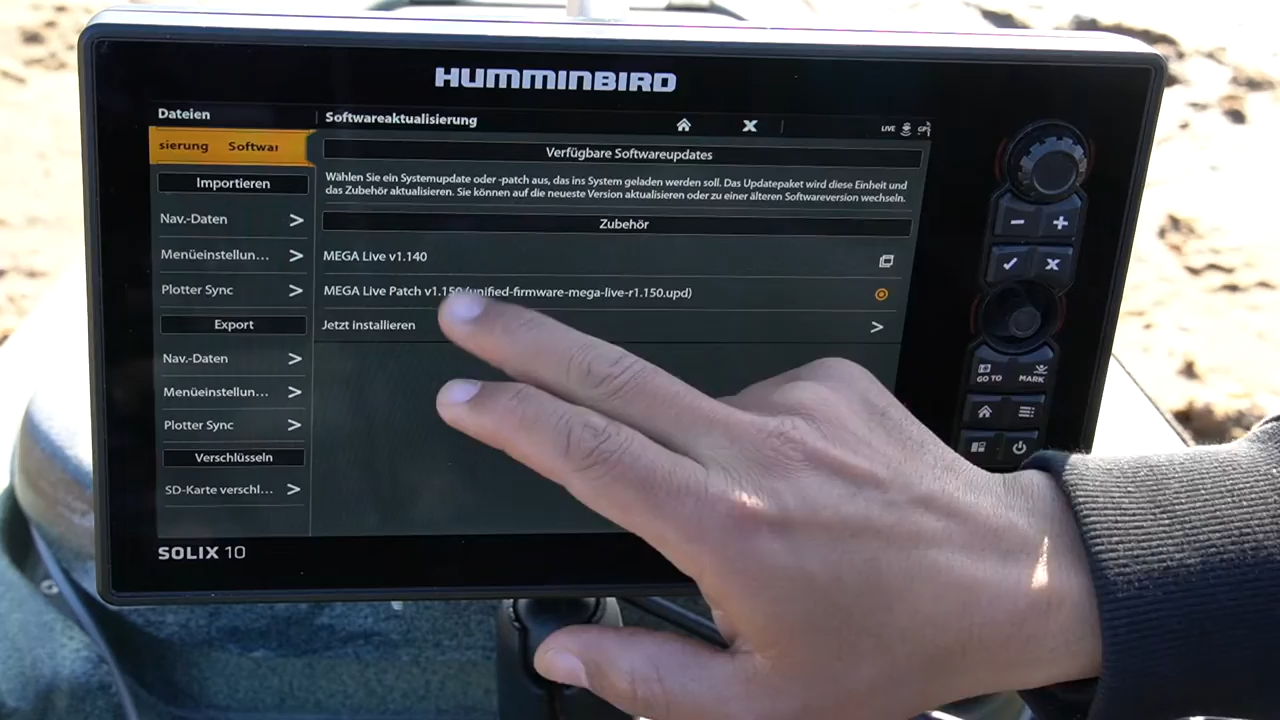 HUMMINBIRD
Dateien
Softwareaktualisierung
LIVE
sierung Softwar
Verfügbare Softwareupdates
Wählen Sie ein Systemupdate oder -patch aus, das ins System geladen werden soll. Das Updatepaket wird diese Einheit und
das Zubehör aktualisieren. Sie können auf die neueste Version aktualisieren oder zu einer älteren Softwareversion wechseln.
Importieren
Zubehör
Nav.-Daten >
Menüeinstellun... >
MEGA Live v1.140
Plotter Sync >
MEGA Live Patch v1.150 (unified-firmware-mega-live-r1.150.upd)
Export
Jetzt installieren >
Nav.-Daten >
Menüeinstellun... >
Plotter Sync >
Verschlüsseln
SD-Karte verschl... >
GO TO
MARK
SOLIX 10